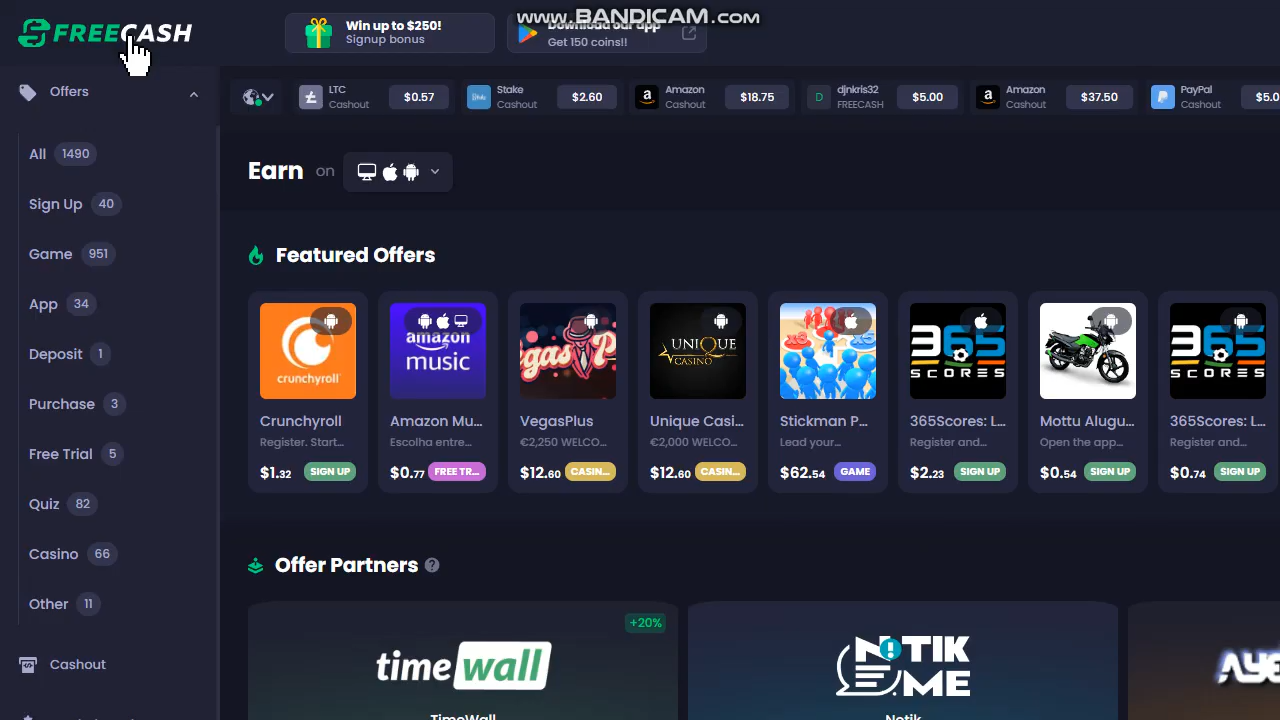 FREECASH
Win up to $250!
Signup bonus
www.BANDICAM.com
Download our app
Get 150 coins!!
Offers
LTC
Cashout
$0.57
Stake
Cashout
$2.60
Amazon
Cashout
$18.75
D
djnkris32
FREECASH
$5.00
Amazon
Cashout
$37.50
PayPal
Cashout
$5.0
All 1490
Sign Up 40
Game 951
App 34
Deposit 1
Purchase 3
Free Trial 5
Quiz 82
Casino 66
Other 11
Cashout
Earn on
Featured Offers
crunchyroll
Crunchyroll
Register. Start...
$1.32 SIGN UP
amazon
music
Amazon Mu...
Escolha entre...
$0.77 FREE TR...
VegasPlus
€2,250 WELCO...
$12.60 CASIN...
UNIQUE
CASINO
Unique Casi...
€2,000 WELCO...
$12.60 CASIN...
Stickman P...
Lead your...
$62.54 GAME
365
SCORES
365Scores: L...
Register and...
$2.23 SIGN UP
Mottu Alugu...
Open the app...
$0.54 SIGN UP
365
SCORES
365Scores: L...
Register and...
$0.74 SIGN UP
Offer Partners ?
+20%
timewall
TimeWall
NOTIK
ME
Notik